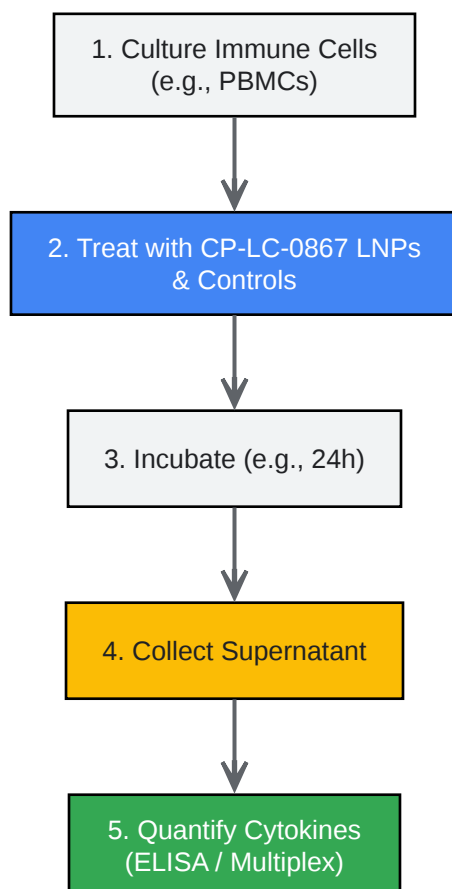 1. Culture Immune Cells
(e.g., PBMCs)
2. Treat with CP-LC-0867 LNPs
& Controls
3. Incubate (e.g., 24h)
4. Collect Supernatant
5. Quantify Cytokines
(ELISA / Multiplex)